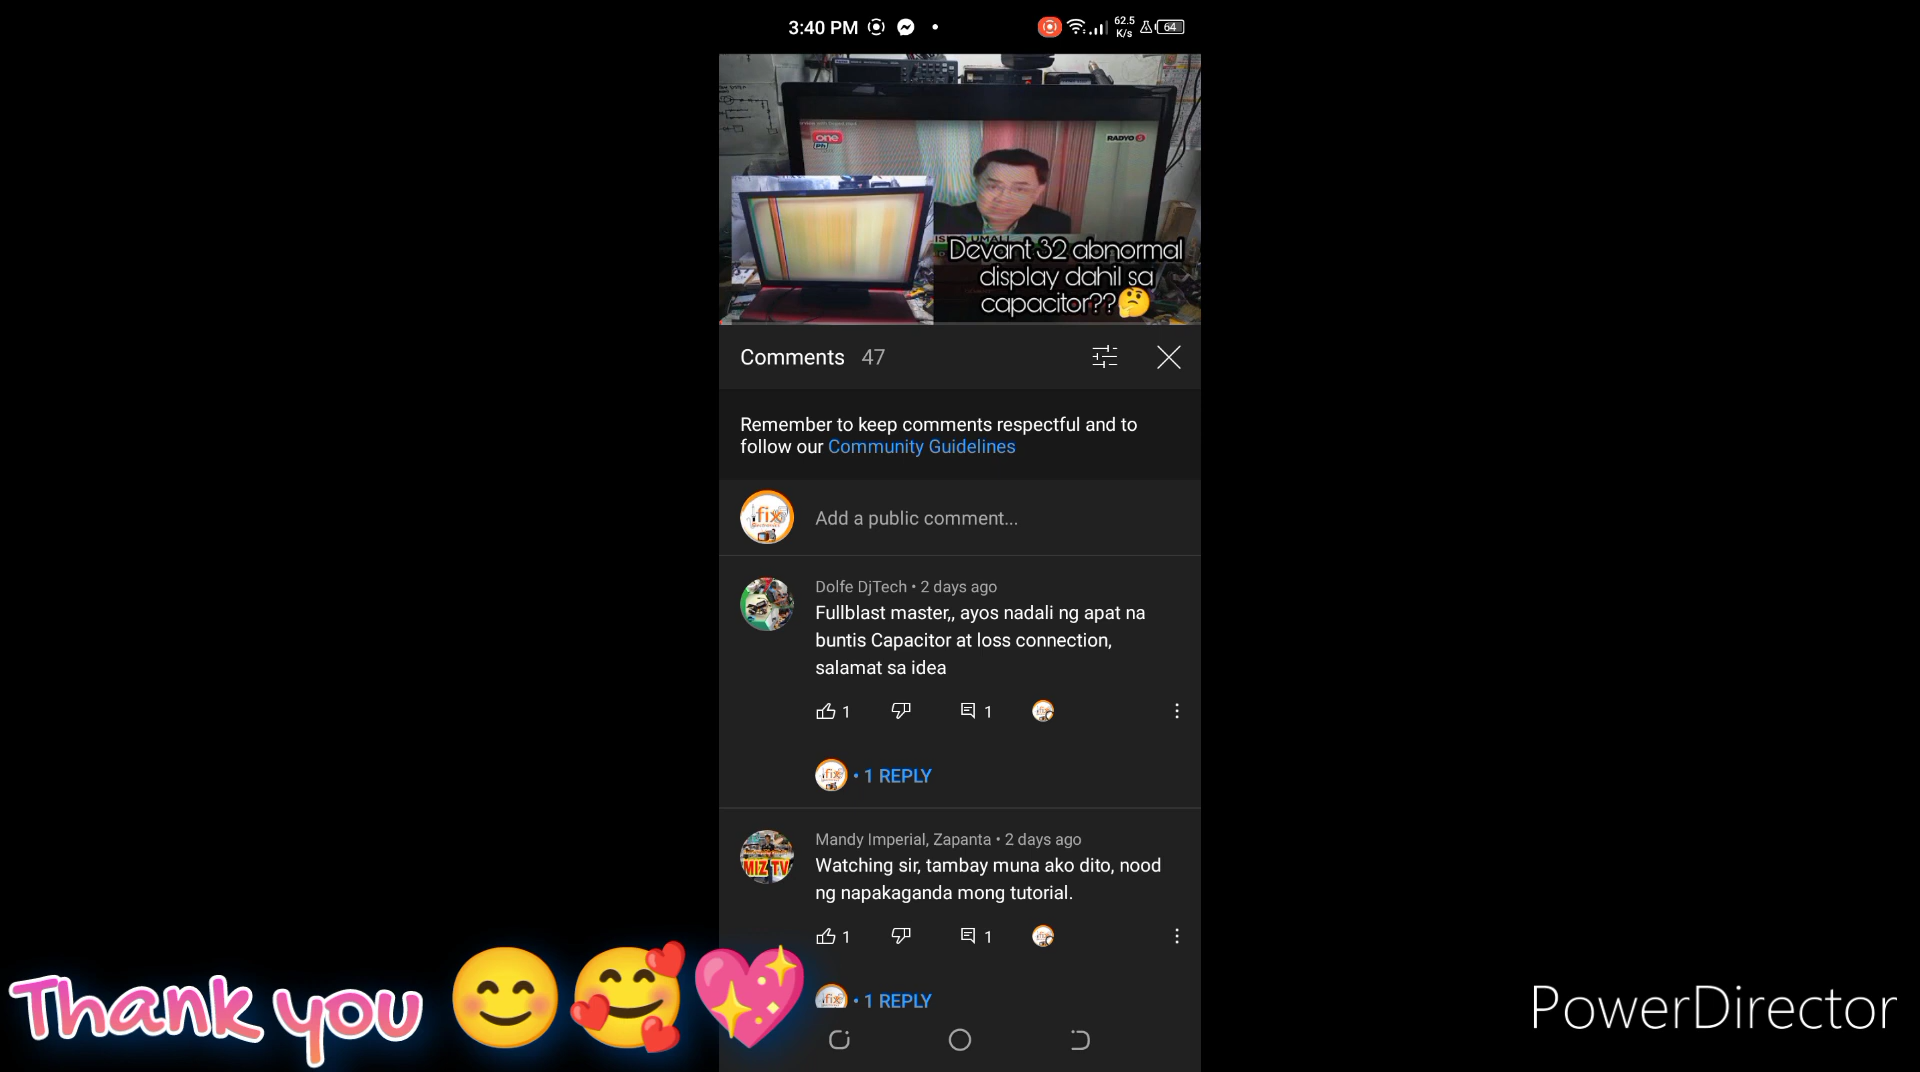 3:40 PM
62.5
K/s
64
one
Ph
RADYO 5
Devant 32 abnormal
display dahil sa
capacitor??🤔
Comments 47
Remember to keep comments respectful and to
follow our Community Guidelines
fix
Add a public comment...
Dolfe DjTech • 2 days ago
Fullblast master,, ayos nadali ng apat na
buntis Capacitor at loss connection,
salamat sa idea
1
1
• 1 REPLY
Mandy Imperial, Zapanta • 2 days ago
MIZ TV
Watching sir, tambay muna ako dito, nood
ng napakaganda mong tutorial.
1
1
• 1 REPLY
Thank you 😊🥰💖
PowerDirector